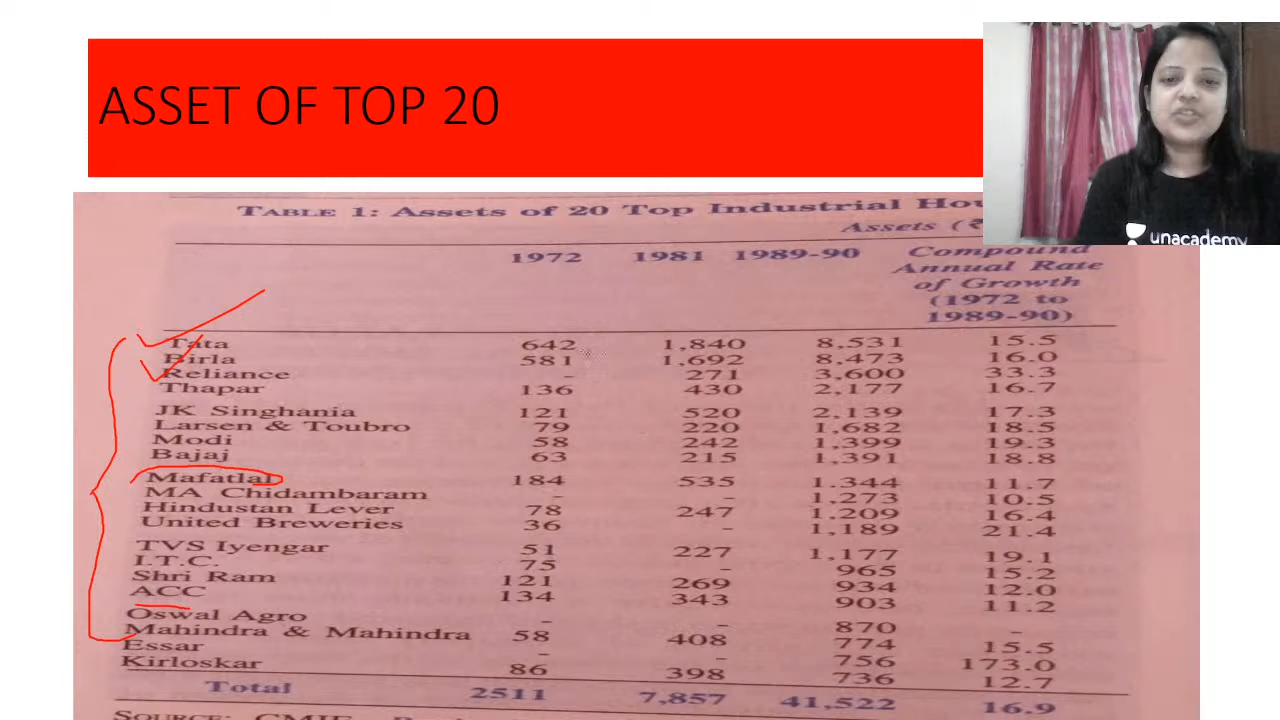 ASSET OF TOP 20
unacademy
TABLE 1: Assets of 20 Top Industrial
Assets (₹
1972 1981 1989-90 Compound
Annual Rate
of Growth
(1972 to
1989-90)
Tata 642 1,840 8,531 15.5
Birla 581 1,692 8,473 16.0
Reliance - 271 3,600 33.3
Thapar 136 430 2,177 16.7
JK Singhania 121 520 2,139 17.3
Larsen & Toubro 79 220 1,682 18.5
Modi 58 242 1,399 19.3
Bajaj 63 215 1,391 18.8
Mafatlal 184 535 1.344 11.7
MA Chidambaram - - 1.273 10.5
Hindustan Lever 78 247 1.209 16.4
United Breweries 36 - 1,189 21.4
TVS Iyengar 51 227 1,177 19.1
I.T.C. 75 - 965 15.2
Shri Ram 121 269 934 12.0
ACC 134 343 903 11.2
Oswal Agro - - 870 -
Mahindra & Mahindra 58 408 774 15.5
Essar - - 756 173.0
Kirloskar 86 398 736 12.7
Total 2511 7,857 41,522 16.9
SOURCE: CMIE,